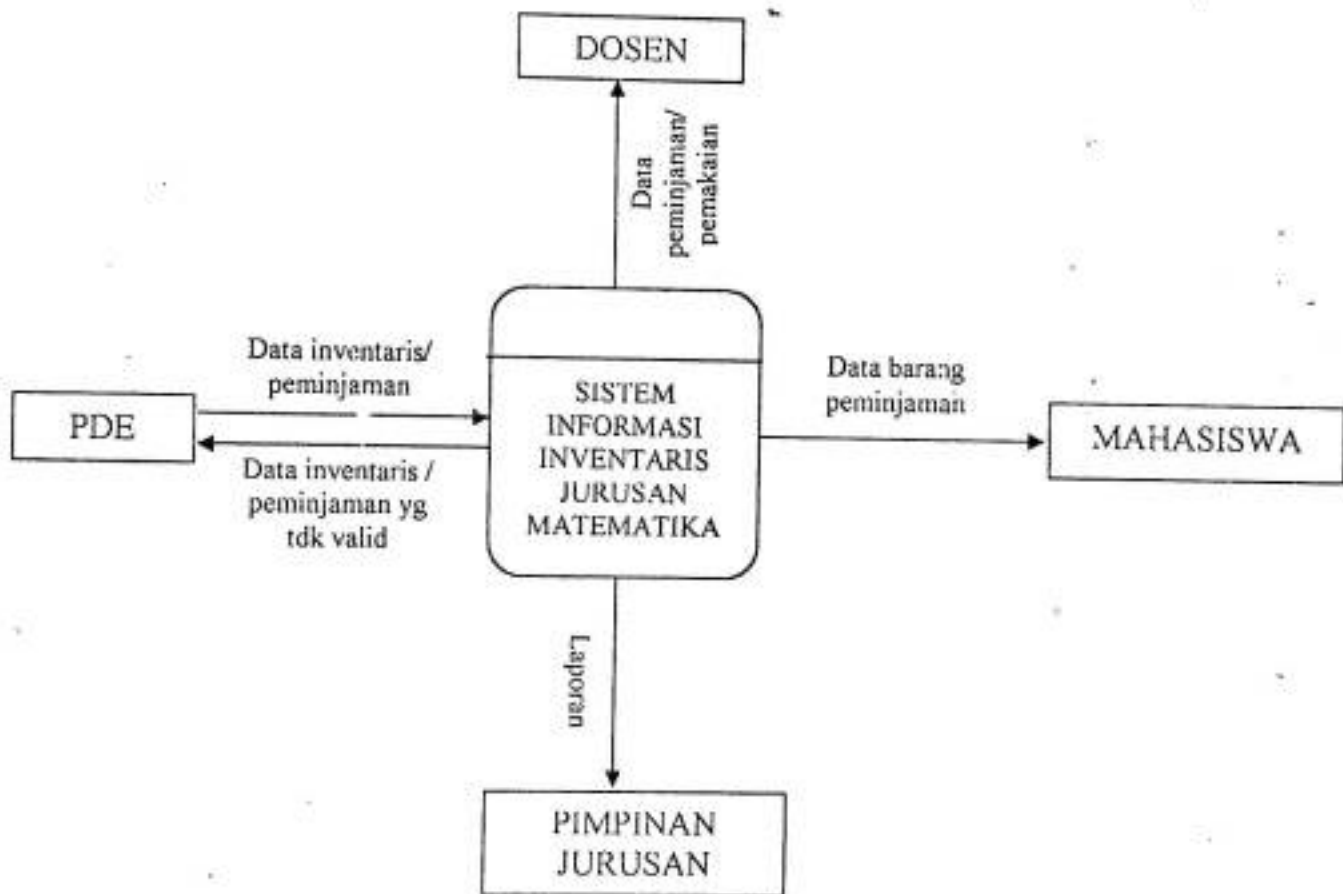 DOSEN
Data
peminjaman/
pemakaian
Data inventaris/
peminjaman
PDE
Data inventaris /
peminjaman yg
tdk valid
SISTEM
INFORMASI
INVENTARIS
JURUSAN
MATEMATIKA
Data barang
peminjaman
MAHASISWA
Laporan
PIMPINAN
JURUSAN